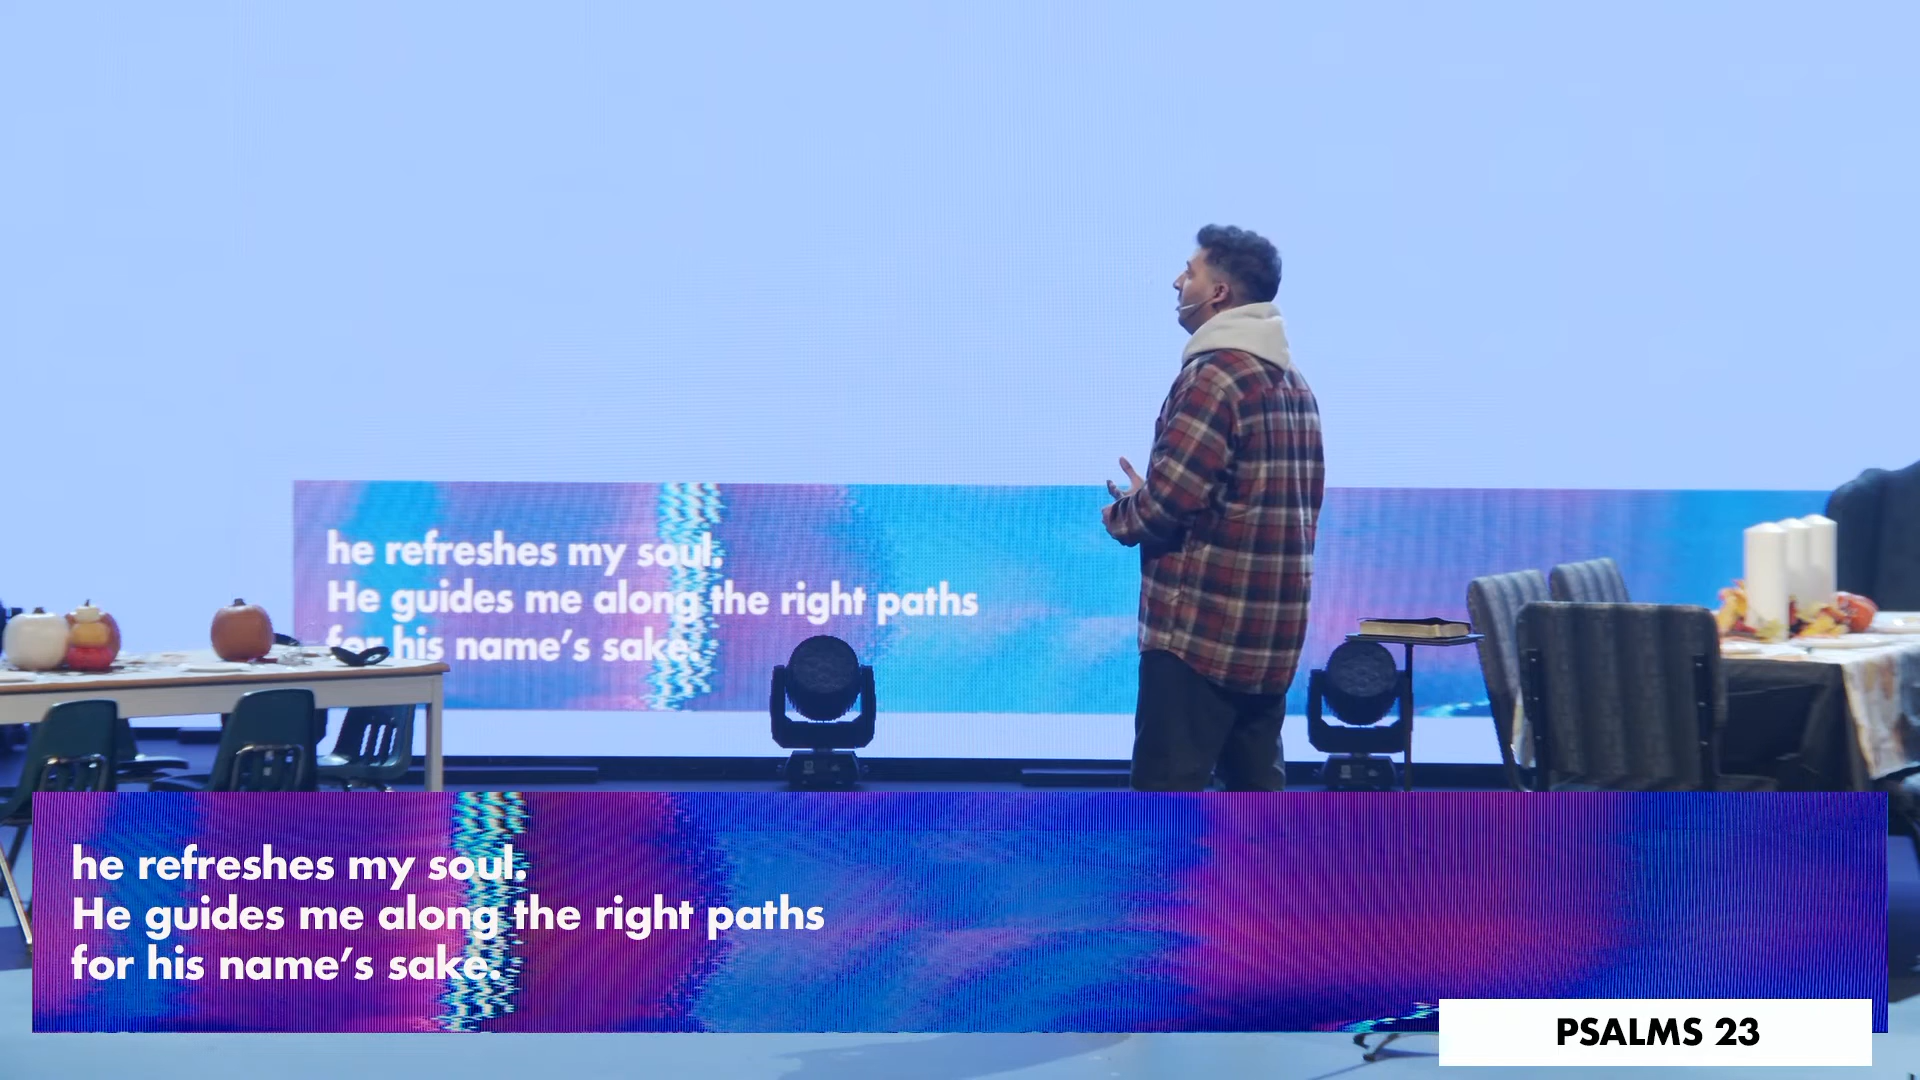 he refreshes my soul.
He guides me along the right paths
for his name's sake.
he refreshes my soul.
He guides me along the right paths
for his name's sake.
PSALMS 23